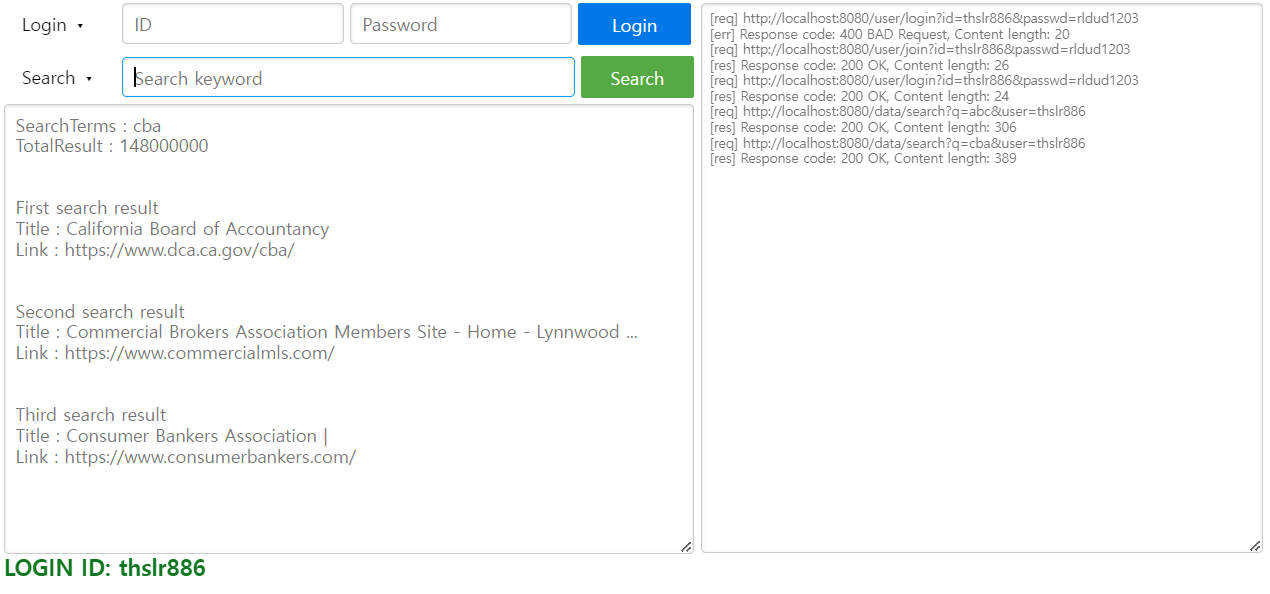 Login
ID
Password
Login
Search
Search keyword
Search
SearchTerms : cba
TotalResult : 148000000
First search result
Title : California Board of Accountancy
Link : https://www.dca.ca.gov/cba/
Second search result
Title : Commercial Brokers Association Members Site - Home - Lynnwood ...
Link : https://www.commercialmls.com/
Third search result
Title : Consumer Bankers Association |
Link : https://www.consumerbankers.com/
LOGIN ID: thslr886
[req] http://localhost:8080/user/login?id=thslr886&passwd=rldud1203
[err] Response code: 400 BAD Request, Content length: 20
[req] http://localhost:8080/user/join?id=thslr886&passwd=rldud1203
[res] Response code: 200 OK, Content length: 26
[req] http://localhost:8080/user/login?id=thslr886&passwd=rldud1203
[res] Response code: 200 OK, Content length: 24
[req] http://localhost:8080/data/search?q=abc&user=thslr886
[res] Response code: 200 OK, Content length: 306
[req] http://localhost:8080/data/search?q=cba&user=thslr886
[res] Response code: 200 OK, Content length: 389